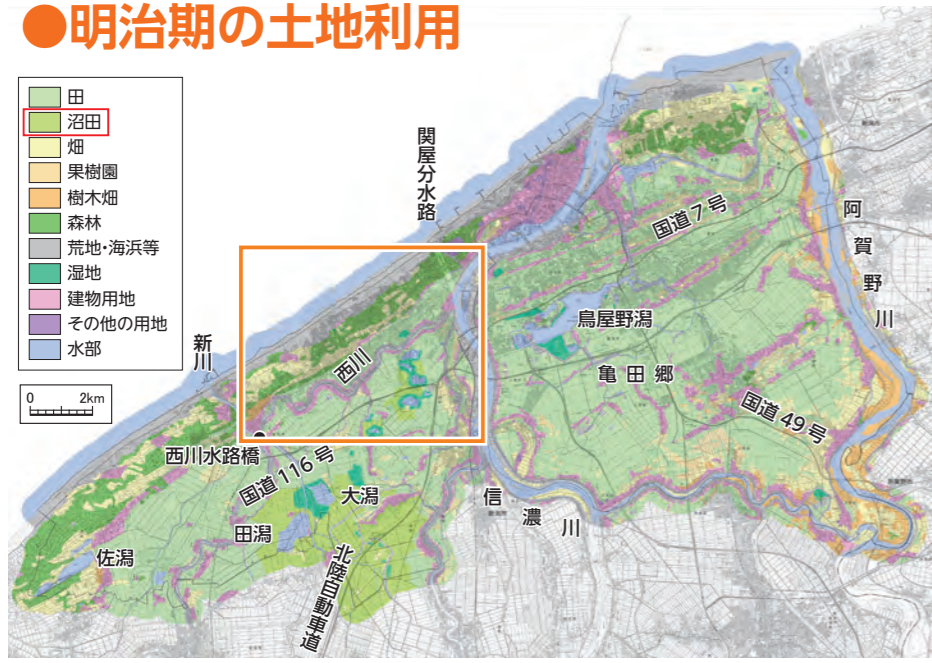 ●明治期の土地利用
田
沼田
畑
果樹園
樹木畑
森林
荒地・海浜等
湿地
建物用地
その他の用地
水部
0 2km
関屋分水路
国道7号
阿賀野川
鳥屋野潟
新川
西川
亀田郷
国道49号
西川水路橋
国道116号
大潟
信濃川
田潟
佐潟
北陸自動車道